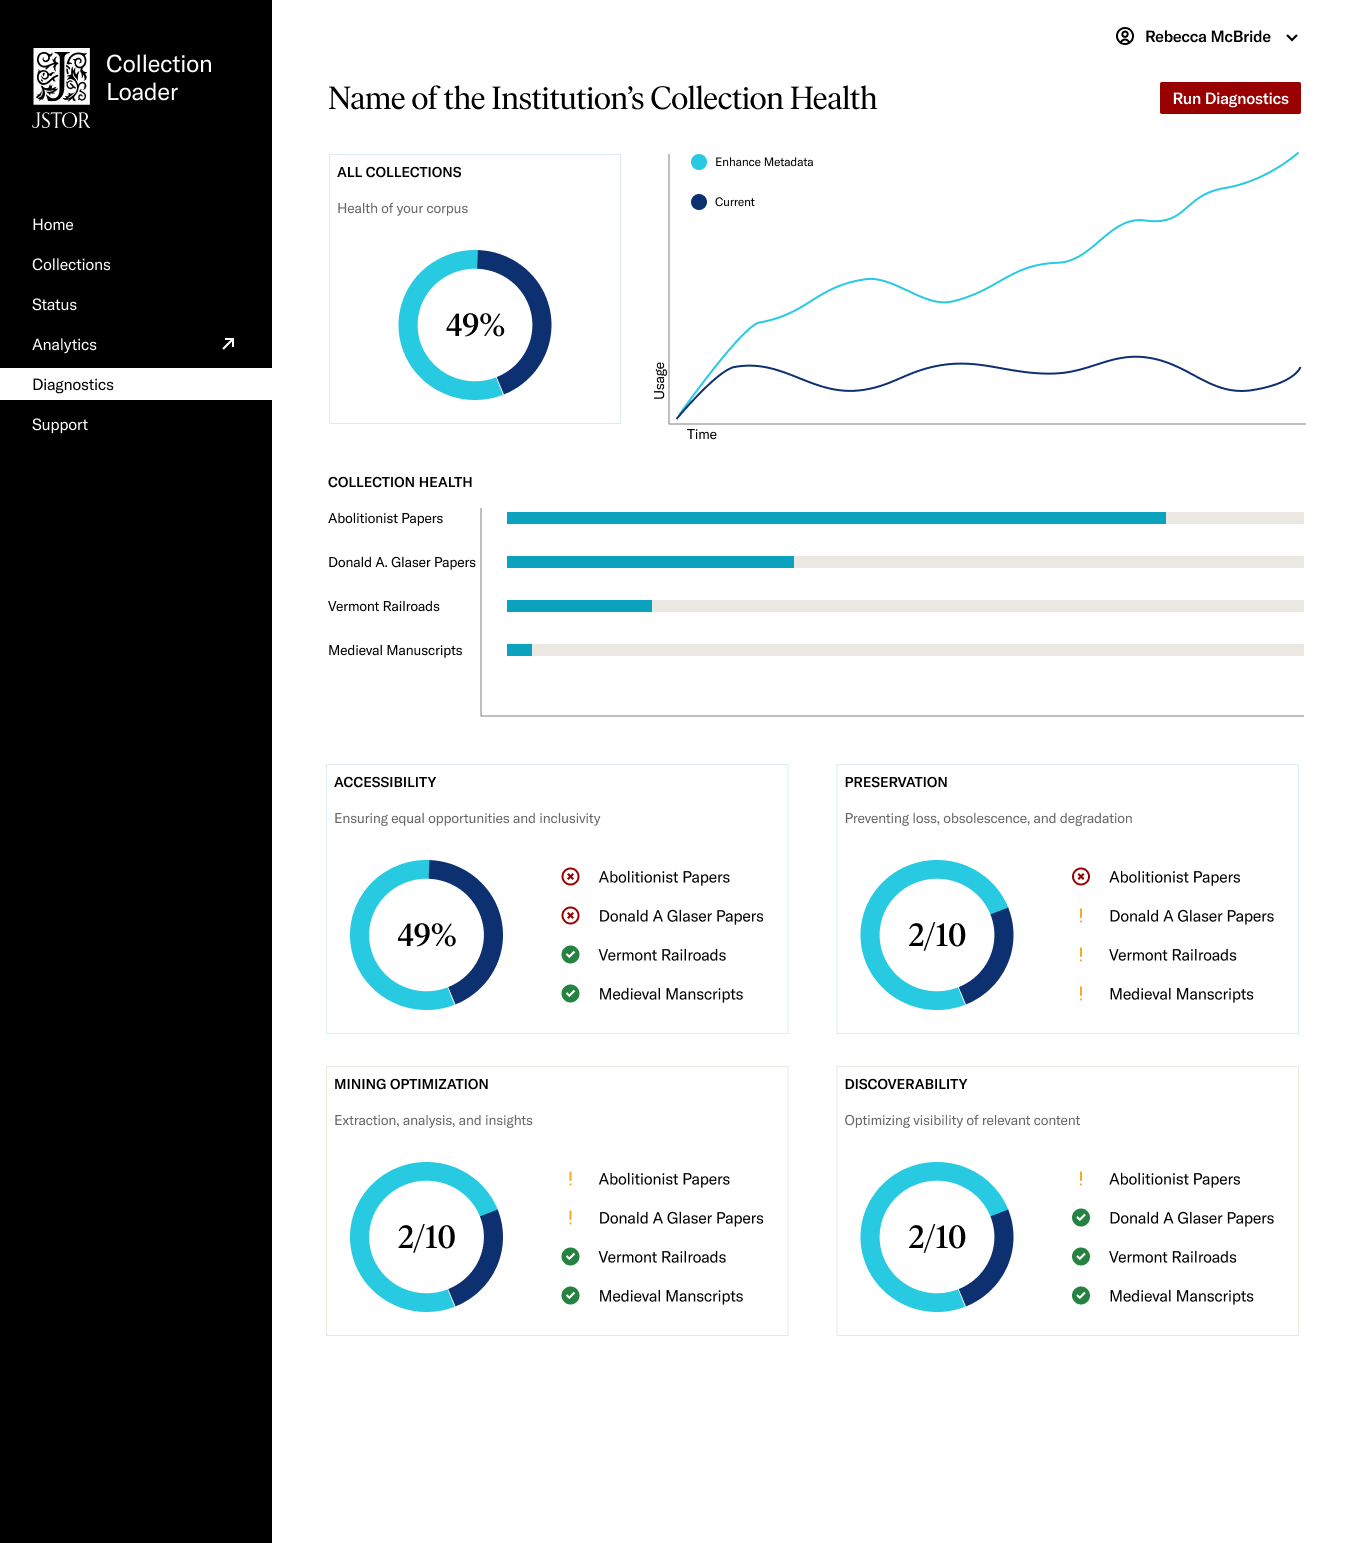 Collection
Loader
JSTOR
Home
Collections
Status
Analytics
Diagnostics
Support
Rebecca McBride
Name of the Institution’s Collection Health
Run Diagnostics
ALL COLLECTIONS
Health of your corpus
49%
Enhance Metadata
Current
Usage
Time
COLLECTION HEALTH
Abolitionist Papers
Donald A. Glaser Papers
Vermont Railroads
Medieval Manuscripts
ACCESSIBILITY
Ensuring equal opportunities and inclusivity
49%
Abolitionist Papers
Donald A Glaser Papers
Vermont Railroads
Medieval Manscripts
PRESERVATION
Preventing loss, obsolescence, and degradation
2/10
Abolitionist Papers
Donald A Glaser Papers
Vermont Railroads
Medieval Manscripts
MINING OPTIMIZATION
Extraction, analysis, and insights
2/10
Abolitionist Papers
Donald A Glaser Papers
Vermont Railroads
Medieval Manscripts
DISCOVERABILITY
Optimizing visibility of relevant content
2/10
Abolitionist Papers
Donald A Glaser Papers
Vermont Railroads
Medieval Manscripts